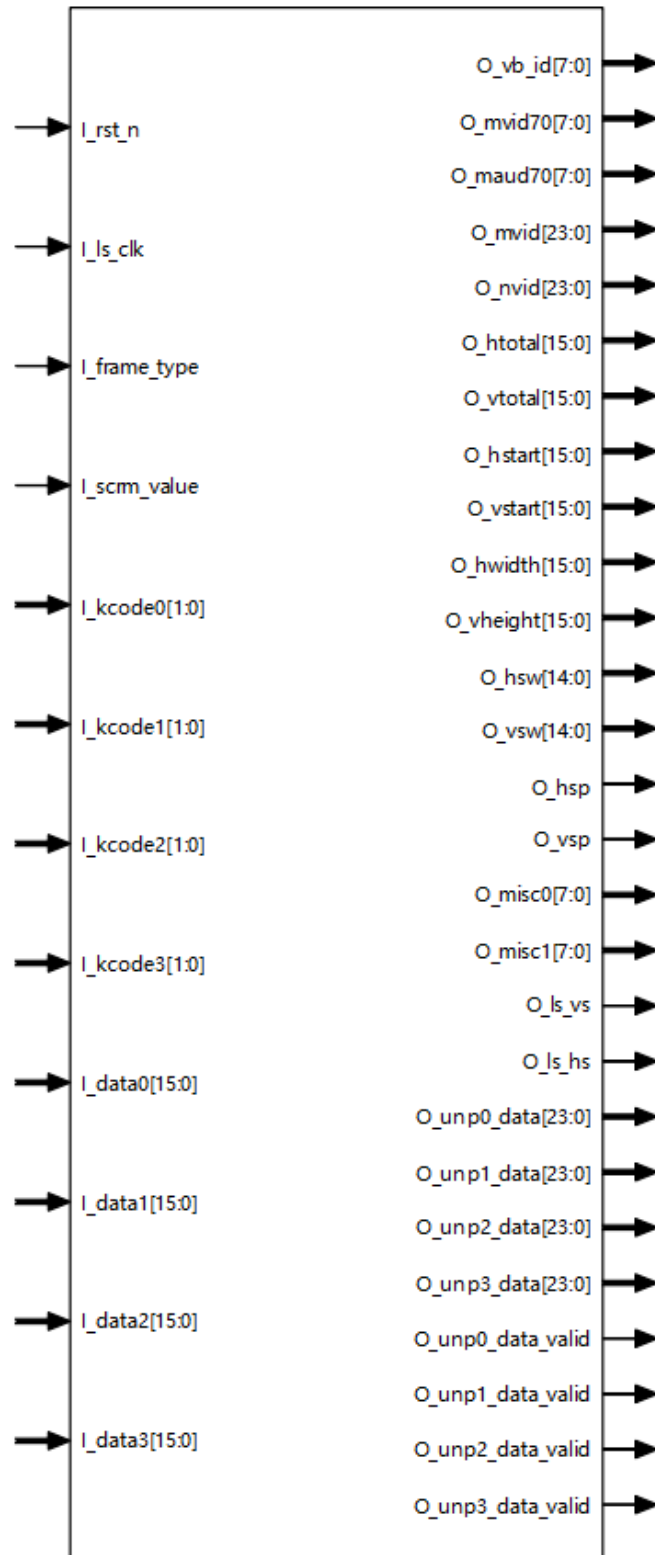 I_rst_n
I_ls_clk
I_frame_type
I_scrm_value
I_kcode0[1:0]
I_kcode1[1:0]
I_kcode2[1:0]
I_kcode3[1:0]
I_data0[15:0]
I_data1[15:0]
I_data2[15:0]
I_data3[15:0]
O_vb_id[7:0]
O_mvid70[7:0]
O_maud70[7:0]
O_mvid[23:0]
O_nvid[23:0]
O_htotal[15:0]
O_vtotal[15:0]
O_hstart[15:0]
O_vstart[15:0]
O_hwidth[15:0]
O_vheight[15:0]
O_hsw[14:0]
O_vsw[14:0]
O_hsp
O_vsp
O_misc0[7:0]
O_misc1[7:0]
O_ls_vs
O_ls_hs
O_unp0_data[23:0]
O_unp1_data[23:0]
O_unp2_data[23:0]
O_unp3_data[23:0]
O_unp0_data_valid
O_unp1_data_valid
O_unp2_data_valid
O_unp3_data_valid